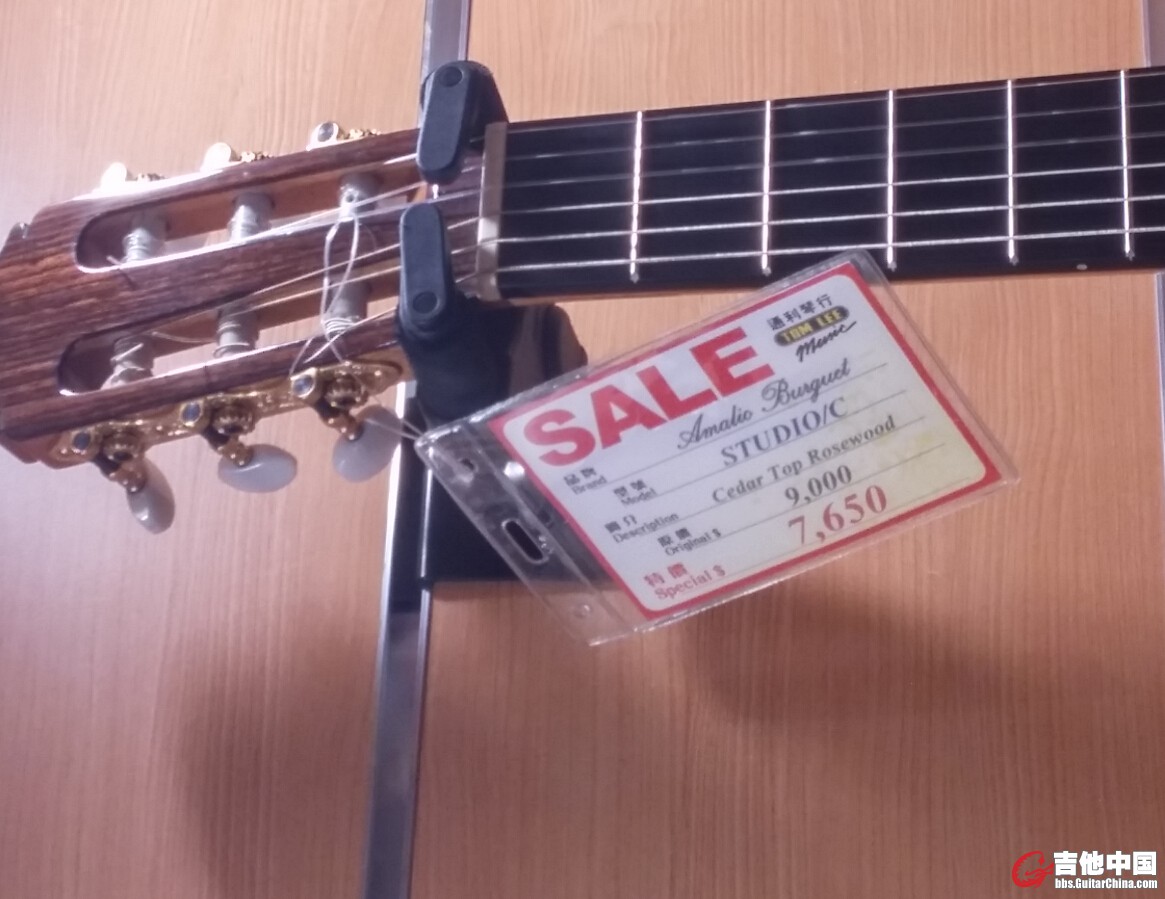 SALE
通利琴行
TOM LEE
Music
品牌
Brand
Amalio Burguet
型號
Model
STUDIO/C
簡介
Description
Cedar Top Rosewood
原價
Original $
9,000
特價
Special $
7,650
吉他中国
bbs.GuitarChina.com